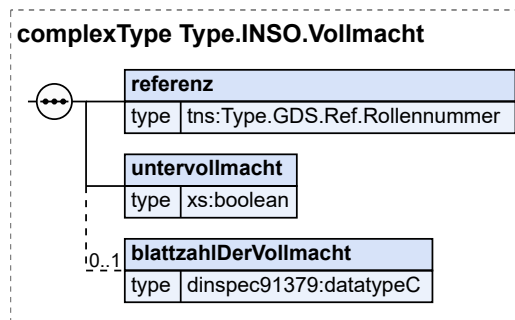 complexType Type.INSO.Vollmacht
referenz
type tns:Type.GDS.Ref.Rollennummer
untervollmacht
type xs:boolean
0..1
blattzahlDerVollmacht
type dinspec91379:datatypeC